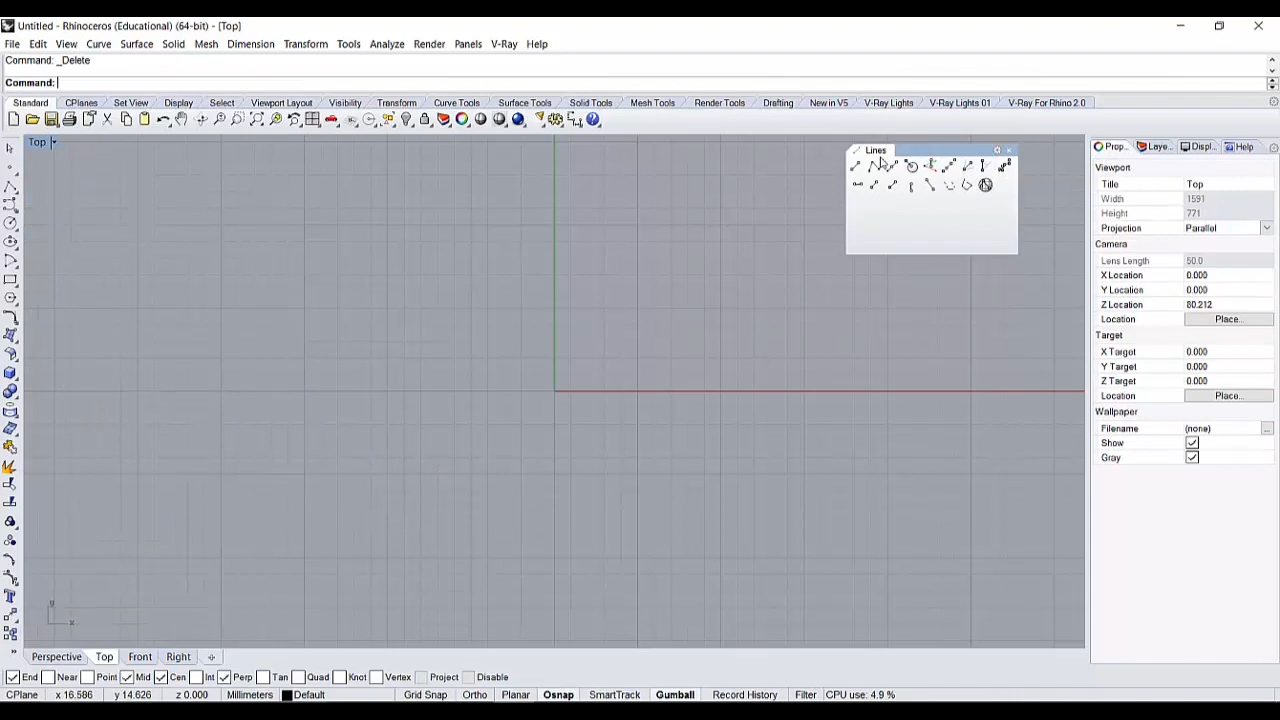 Untitled - Rhinoceros (Educational) (64-bit) - [Top]
File Edit View Curve Surface Solid Mesh Dimension Transform Tools Analyze Render Panels V-Ray Help
Command: _Delete
Command:
Standard CPlanes Set View Display Select Viewport Layout Visibility Transform Curve Tools Surface Tools Solid Tools Mesh Tools Render Tools Drafting New in V5 V-Ray Lights V-Ray Lights 01 V-Ray For Rhino 2.0
Top
Lines
Prop... Laye... Displ... Help
Viewport
Title Top
Width 1591
Height 771
Projection Parallel
Camera
Lens Length 50.0
X Location 0.000
Y Location 0.000
Z Location 80.212
Location Place...
Target
X Target 0.000
Y Target 0.000
Z Target 0.000
Location Place...
Wallpaper
Filename (none) ...
Show
Gray
y
x
Perspective Top Front Right
End Near Point Mid Cen Int Perp Tan Quad Knot Vertex Project Disable
CPlane x 16.586 y 14.626 z 0.000 Millimeters Default Grid Snap Ortho Planar Osnap SmartTrack Gumball Record History Filter CPU use: 4.9 %